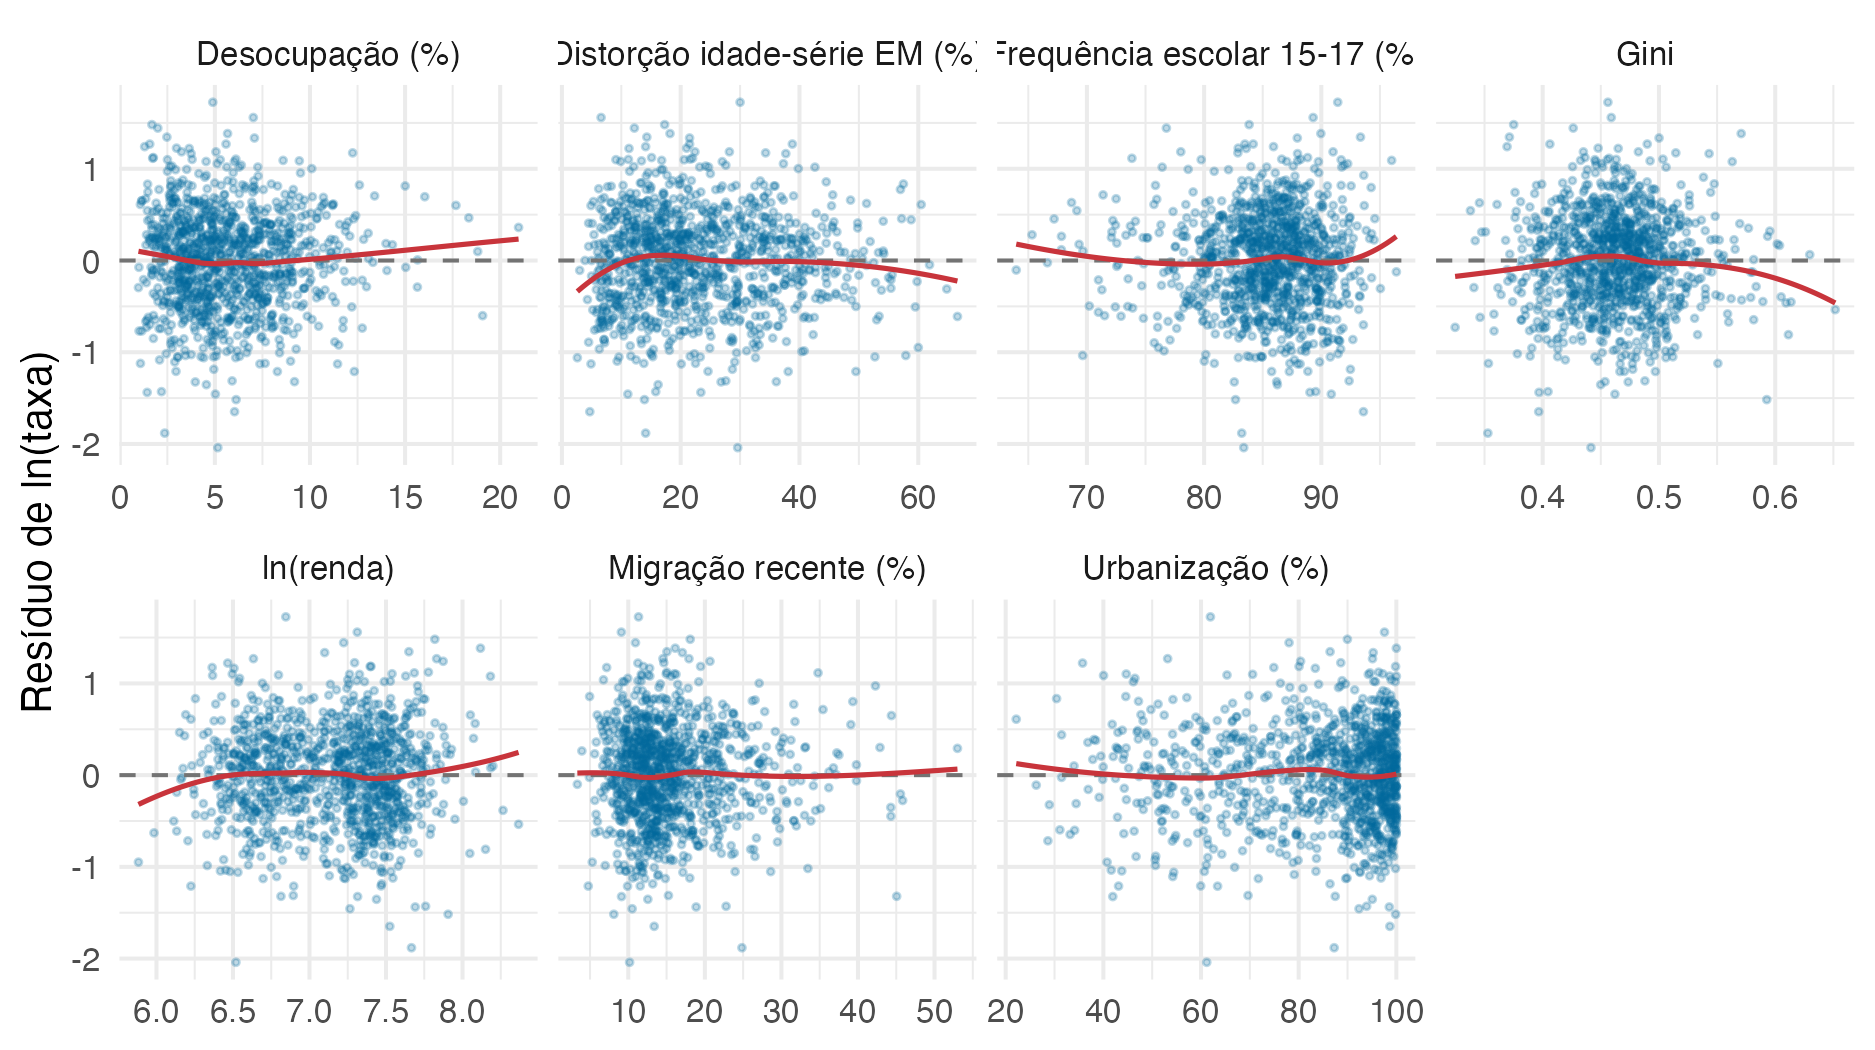 Desocupação (%)
Distorção idade-série EM (%)
Frequência escolar 15-17 (%
Gini
1
0
-1
-2
0 5 10 15 20
0 20 40 60
70 80 90
0.4 0.5 0.6
Resíduo de ln(taxa)
ln(renda)
Migração recente (%)
Urbanização (%)
1
0
-1
-2
6.0 6.5 7.0 7.5 8.0
10 20 30 40 50
20 40 60 80 100